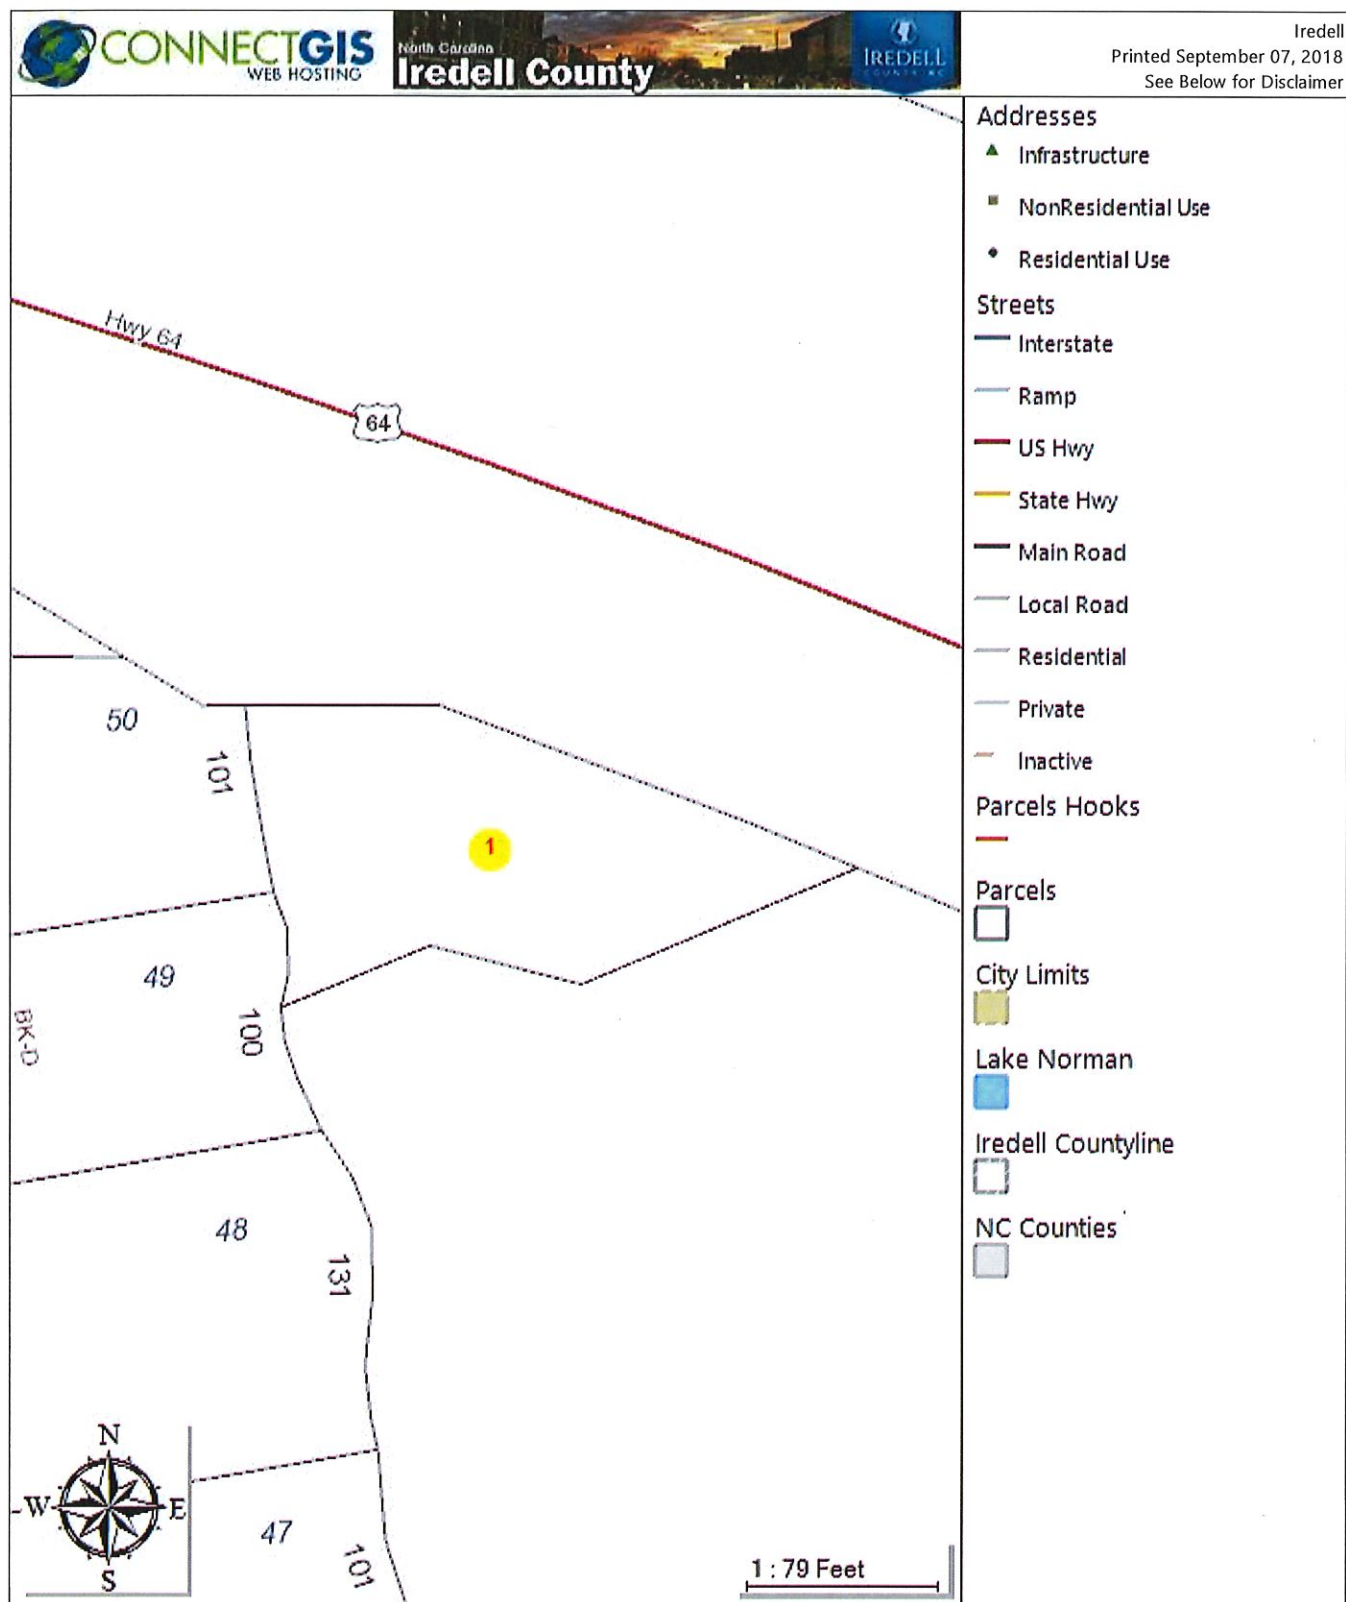 CONNECTGIS
WEB HOSTING
North Carolina
Iredell County
IREDELL
COUNTY NC
Iredell
Printed September 07, 2018
See Below for Disclaimer
Addresses
Infrastructure
NonResidential Use
Residential Use
Streets
Interstate
Ramp
US Hwy
State Hwy
Main Road
Local Road
Residential
Private
Inactive
Parcels Hooks
Parcels
City Limits
Lake Norman
Iredell Countyline
NC Counties
Hwy 64
64
50
101
1
49
100
BK-D
48
131
47
101
N
W
E
S
1 : 79 Feet